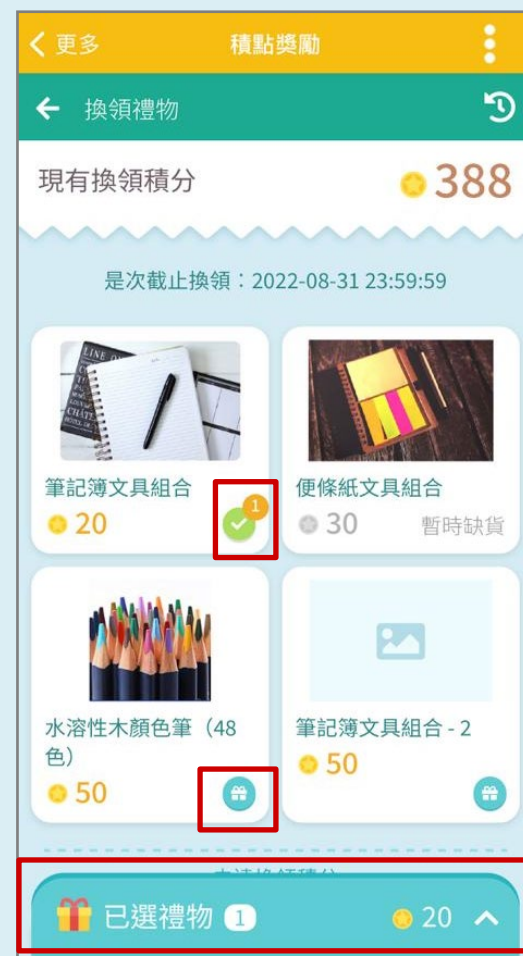 更多
積點獎勵
換領禮物
現有換領積分
388
是次截止換領：2022-08-31 23:59:59
LINE
筆記簿文具組合
20
1
便條紙文具組合
30
暫時缺貨
水溶性木顏色筆（48
色）
50
筆記簿文具組合 - 2
50
已選禮物 1
20